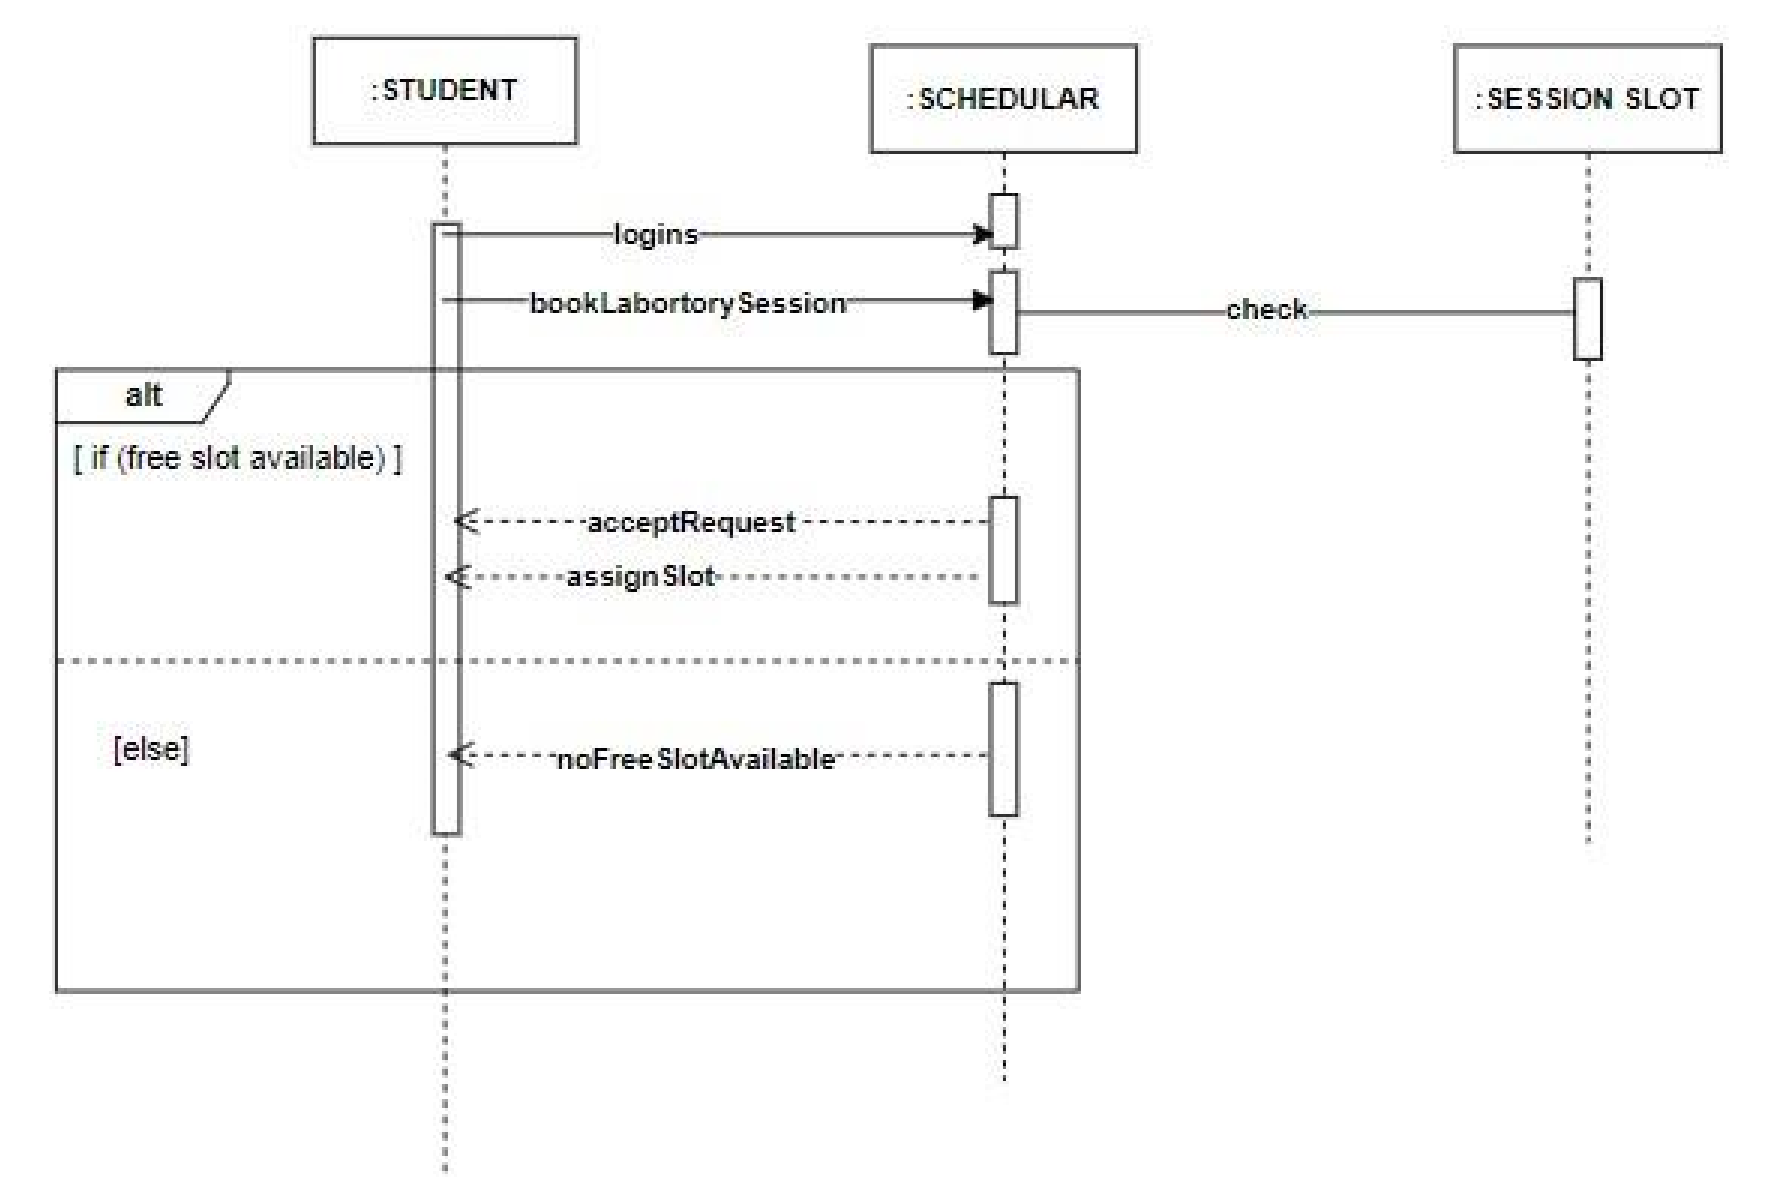 :STUDENT
:SCHEDULAR
:SESSION SLOT
logins
bookLabortorySession
check
alt
[ if (free slot available) ]
acceptRequest
assignSlot
[else]
noFreeSlotAvailable